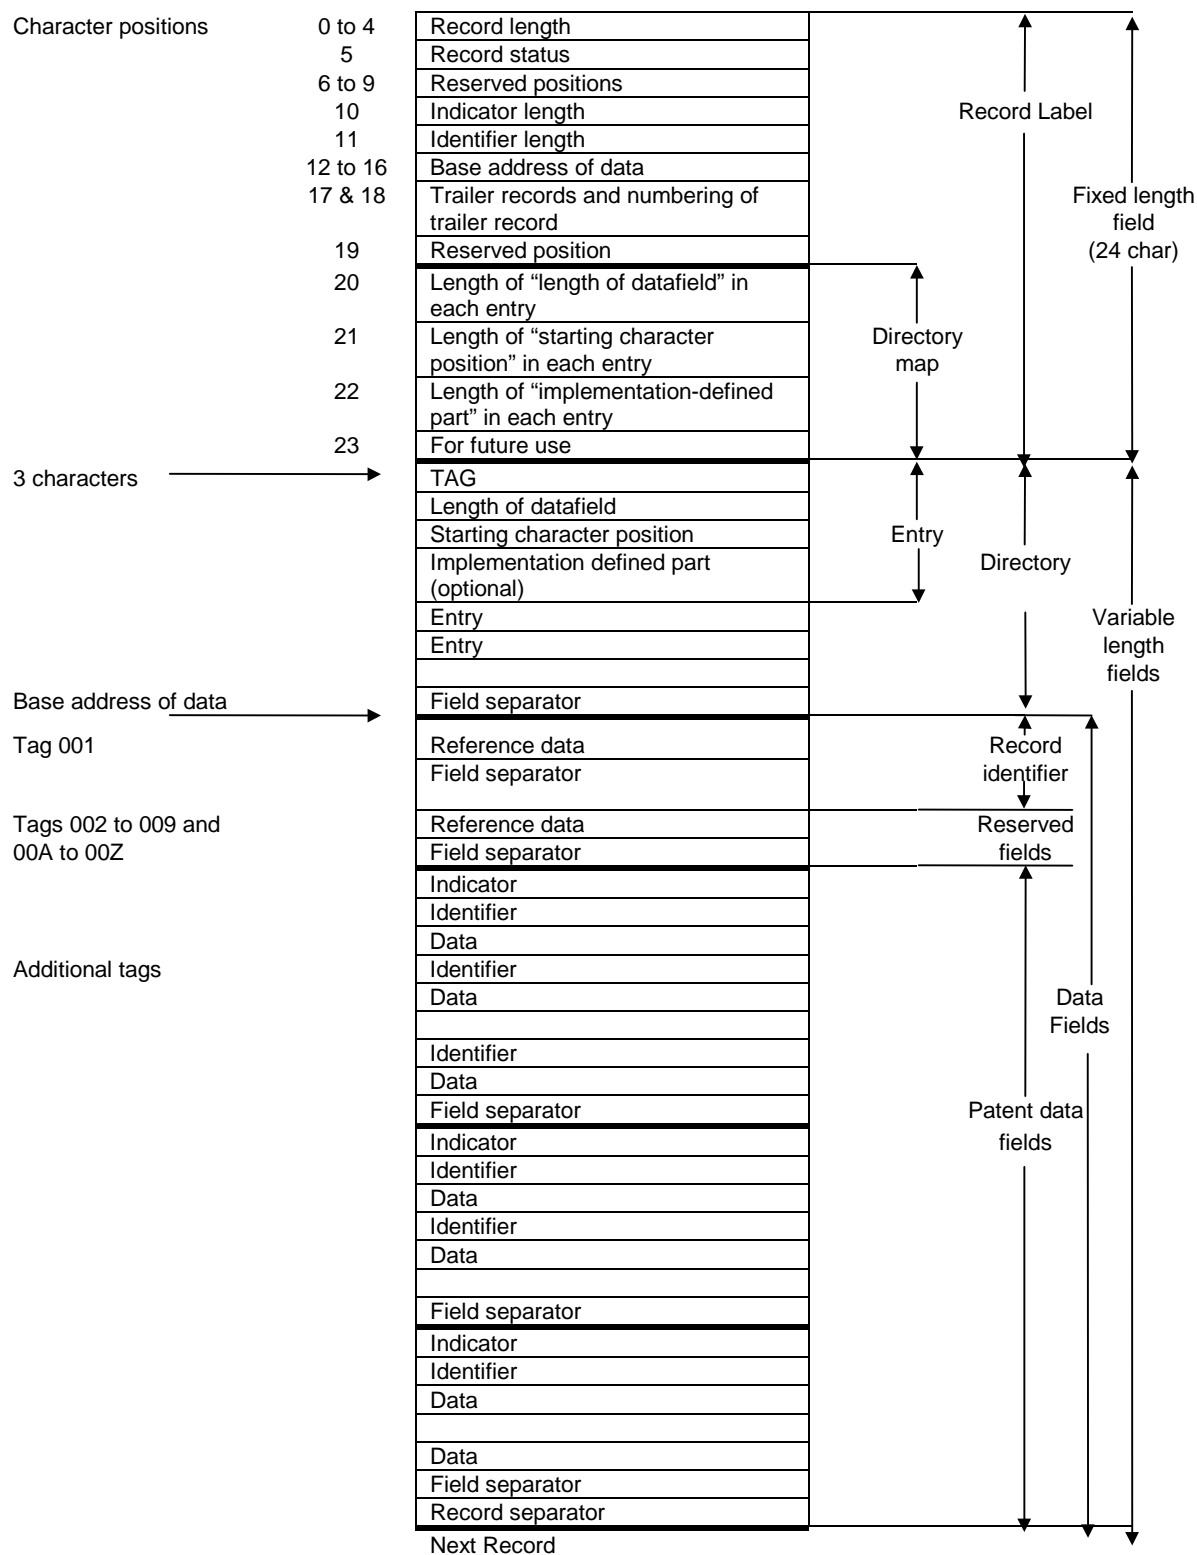 Character positions 0 to 4 Record length
5 Record status
6 to 9 Reserved positions
10 Indicator length Record Label
11 Identifier length
12 to 16 Base address of data
17 & 18 Trailer records and numbering of Fixed length
trailer record field
19 Reserved position (24 char)
20 Length of “length of datafield” in
each entry
21 Length of “starting character Directory
position” in each entry map
22 Length of “implementation-defined
part” in each entry
23 For future use
3 characters TAG
Length of datafield
Starting character position Entry
Implementation defined part Directory
(optional)
Entry Variable
Entry length
fields
Base address of data Field separator
Tag 001 Reference data Record
Field separator identifier
Tags 002 to 009 and Reference data Reserved
00A to 00Z Field separator fields
Indicator
Identifier
Data
Additional tags Identifier
Data Data
Fields
Identifier
Data
Field separator Patent data
Indicator fields
Identifier
Data
Identifier
Data
Field separator
Indicator
Identifier
Data
Data
Field separator
Record separator
Next Record